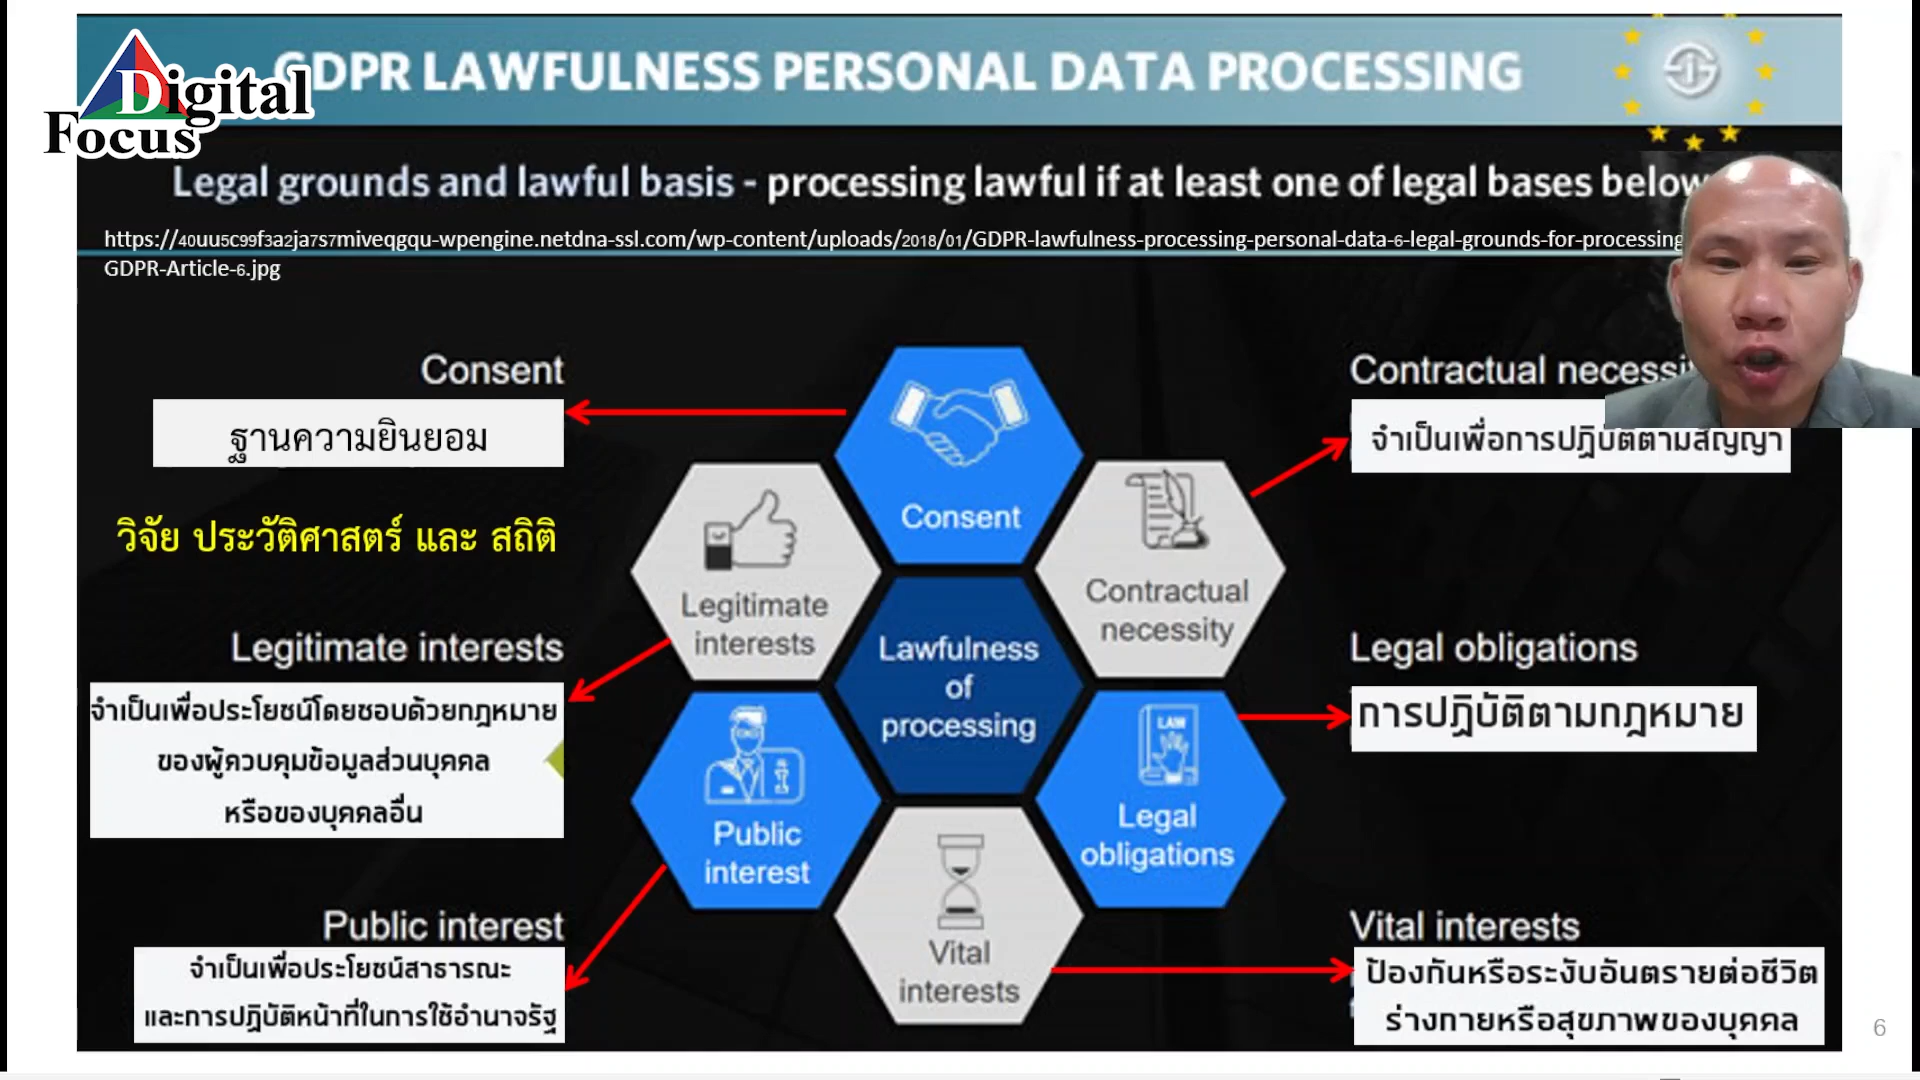 Digital
Focus
GDPR LAWFULNESS PERSONAL DATA PROCESSING
Legal grounds and lawful basis - processing lawful if at least one of legal bases below
https://40uu5c99f3a2ja7s7miveqgqu-wpengine.netdna-ssl.com/wp-content/uploads/2018/01/GDPR-lawfulness-processing-personal-data-6-legal-grounds-for-processing
GDPR-Article-6.jpg
Consent
ฐานความยินยอม
วิจัย ประวัติศาสตร์ และ สถิติ
Legitimate interests
จำเป็นเพื่อประโยชน์โดยชอบด้วยกฎหมาย
ของผู้ควบคุมข้อมูลส่วนบุคคล
หรือของบุคคลอื่น
Public interest
จำเป็นเพื่อประโยชน์สาธารณะ
และการปฏิบัติหน้าที่ในการใช้อำนาจรัฐ
Consent
Legitimate
interests
Contractual
necessity
Lawfulness
of
processing
Public
interest
LAW
Legal
obligations
Vital
interests
Contractual
จำเป็นเพื่อการปฏิบัติตามสัญญา
Legal obligations
การปฏิบัติตามกฎหมาย
Vital interests
ป้องกันหรือระงับอันตรายต่อชีวิต
ร่างกายหรือสุขภาพของบุคคล
6